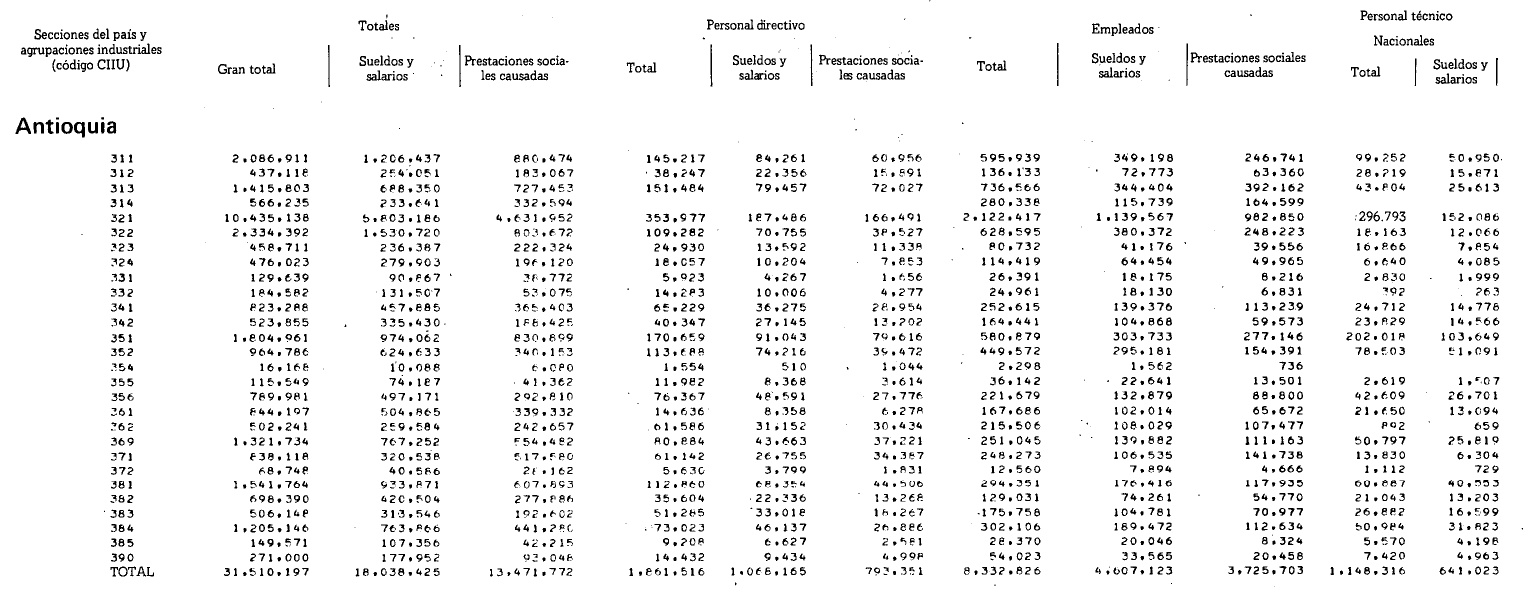 Secciones del país y agrupaciones industriales (código CIIU) Totales Personal directivo Empleados Personal técnico Nacionales
Gran total Sueldos y salarios Prestaciones socia-les causadas Total Sueldos y salarios Prestaciones socia-les causadas Total Sueldos y salarios Prestaciones sociales causadas Total Sueldos y salarios
Antioquia
311 2.086.911 1.206.437 880.474 145.217 84.261 60.956 595.939 349.198 246.741 99.252 50.950
312 437.118 254.051 183.067 38.247 22.356 15.891 136.133 72.773 63.360 28.219 15.871
313 1.415.803 688.350 727.453 151.484 79.457 72.027 736.566 344.404 392.162 43.804 25.613
314 566.235 233.641 332.594 280.338 115.739 164.599
321 10.435.138 5.803.186 4.631.952 353.977 187.486 166.491 2.122.417 1.139.567 982.850 296.793 152.086
322 2.334.392 1.530.720 803.672 109.282 70.755 38.527 628.595 380.372 248.223 18.163 12.066
323 458.711 236.387 222.324 24.930 13.592 11.338 80.732 41.176 39.556 16.866 7.854
324 476.023 279.903 196.120 18.057 10.204 7.853 114.419 64.454 49.965 6.640 4.085
331 129.639 90.867 38.772 5.923 4.267 1.656 26.391 18.175 8.216 2.830 1.999
332 184.582 131.507 53.075 14.283 10.006 4.277 24.961 18.130 6.831 392 263
341 823.288 457.885 365.403 65.229 36.275 28.954 252.615 139.376 113.239 24.712 14.778
342 523.855 335.430 188.425 40.347 27.145 13.202 164.441 104.868 59.573 23.829 14.566
351 1.804.961 974.062 830.899 170.659 91.043 79.616 580.879 303.733 277.146 202.018 103.649
352 964.786 624.633 340.153 113.688 74.216 39.472 449.572 295.181 154.391 78.503 51.091
354 16.168 10.088 6.080 1.554 510 1.044 2.298 1.562 736
355 115.549 74.187 41.362 11.982 8.368 3.614 36.142 22.641 13.501 2.619 1.507
356 789.981 497.171 292.810 76.367 48.591 27.776 221.679 132.879 88.800 42.609 26.701
361 844.197 504.865 339.332 14.636 8.358 6.278 167.686 102.014 65.672 21.650 13.094
362 502.241 259.584 242.657 61.586 31.152 30.434 215.506 108.029 107.477 892 659
369 1.321.734 767.252 554.482 80.884 43.663 37.221 251.045 139.882 111.163 50.797 25.819
371 838.118 320.538 517.580 61.142 26.755 34.387 248.273 106.535 141.738 13.830 6.304
372 68.748 40.586 28.162 5.630 3.799 1.831 12.560 7.894 4.666 1.112 729
381 1.541.764 933.871 607.893 112.860 68.354 44.506 294.351 176.416 117.935 60.887 40.553
382 698.390 420.504 277.886 35.604 22.336 13.268 129.031 74.261 54.770 21.043 13.203
383 506.148 313.546 192.602 51.285 33.018 18.267 175.758 104.781 70.977 26.882 16.599
384 1.205.146 763.866 441.280 73.023 46.137 26.886 302.106 189.472 112.634 50.984 31.823
385 149.571 107.356 42.215 9.208 6.627 2.581 28.370 20.046 8.324 5.570 4.198
390 271.000 177.952 93.048 14.432 9.434 4.998 54.023 33.565 20.458 7.420 4.963
TOTAL 31.510.197 18.038.425 13.471.772 1.861.516 1.068.165 793.351 8.332.826 4.607.123 3.725.703 1.148.316 641.023